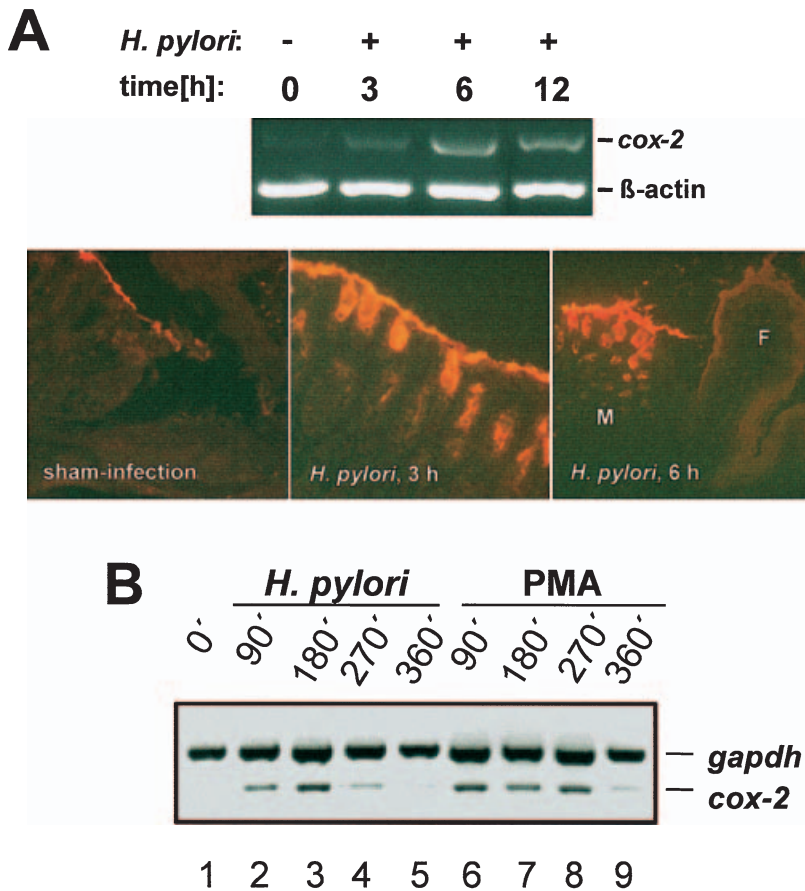 A
H. pylori: - + + +
time[h]: 0 3 6 12
cox-2
ß-actin
sham-infection
H. pylori, 3 h
H. pylori, 6 h
M
F
B
H. pylori PMA
0´ 90´ 180´ 270´ 360´ 90´ 180´ 270´ 360´
gapdh
cox-2
1 2 3 4 5 6 7 8 9